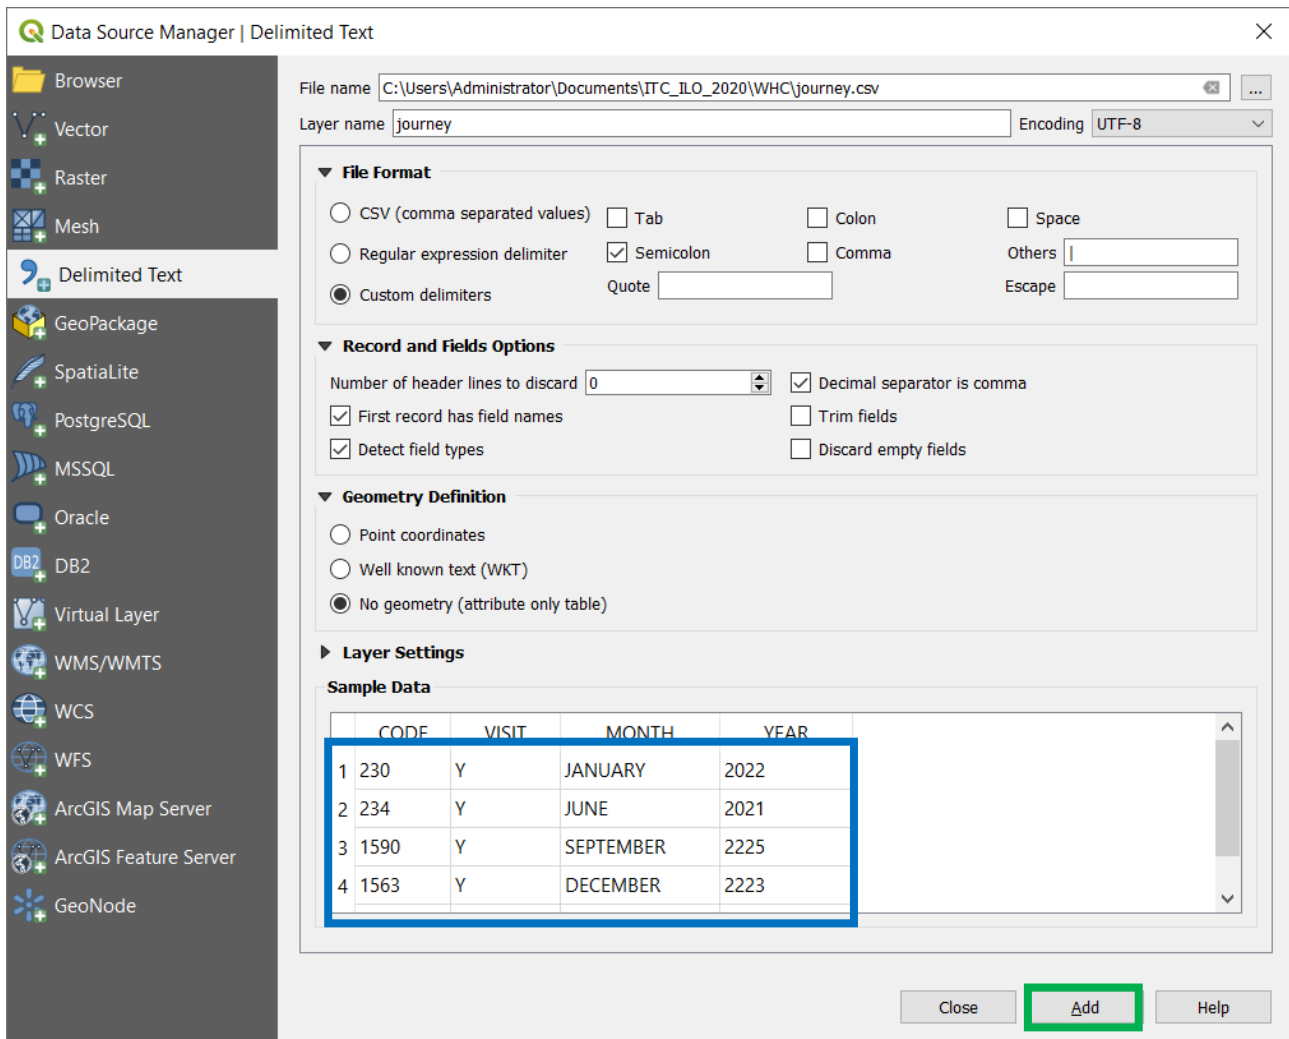 Data Source Manager | Delimited Text
Browser
Vector
Raster
Mesh
Delimited Text
GeoPackage
SpatiaLite
PostgreSQL
MSSQL
Oracle
DB2 DB2
Virtual Layer
WMS/WMTS
WCS
WFS
ArcGIS Map Server
ArcGIS Feature Server
GeoNode
File name C:\Users\Administrator\Documents\ITC_ILO_2020\WHC\journey.csv ...
Layer name journey Encoding UTF-8
File Format
CSV (comma separated values) Tab Colon Space
Regular expression delimiter Semicolon Comma Others |
Custom delimiters Quote Escape
Record and Fields Options
Number of header lines to discard 0 Decimal separator is comma
First record has field names Trim fields
Detect field types Discard empty fields
Geometry Definition
Point coordinates
Well known text (WKT)
No geometry (attribute only table)
Layer Settings
Sample Data
CODE VISIT MONTH YEAR
1 230 Y JANUARY 2022
2 234 Y JUNE 2021
3 1590 Y SEPTEMBER 2225
4 1563 Y DECEMBER 2223
Close Add Help